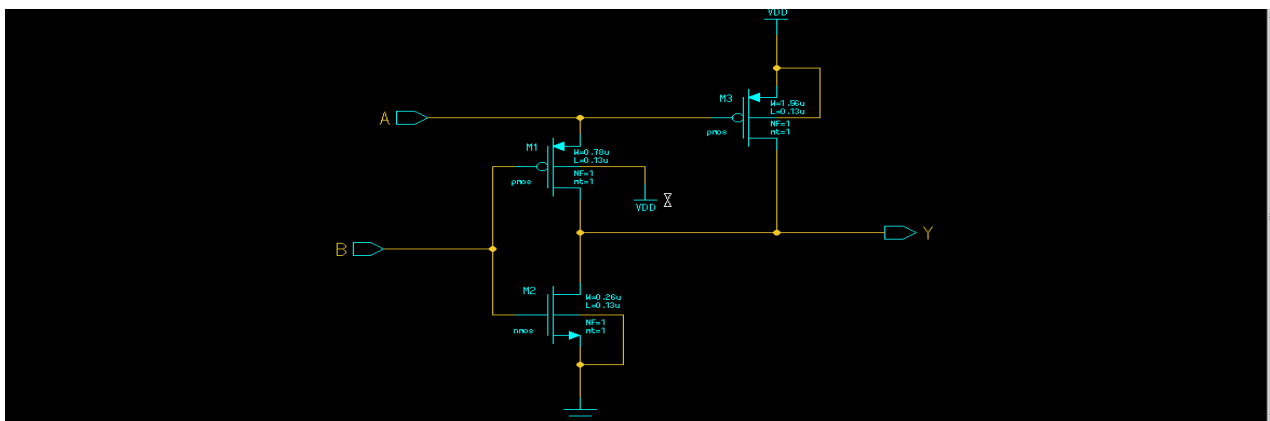 VDD
M3
W=1.56u
L=0.13u
NF=1
mt=1
pmos
A
M1
W=0.78u
L=0.13u
NF=1
mt=1
pmos
VDD
B
Y
M2
W=0.26u
L=0.13u
NF=1
mt=1
nmos